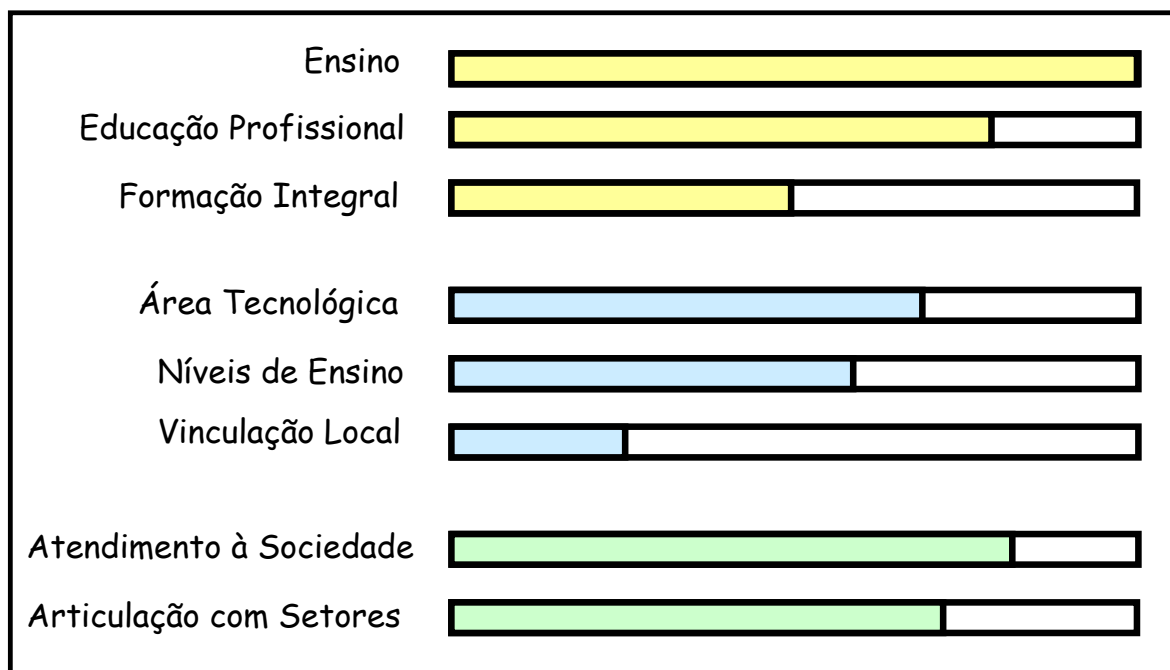 Ensino
Educação Profissional
Formação Integral
Área Tecnológica
Níveis de Ensino
Vinculação Local
Atendimento à Sociedade
Articulação com Setores